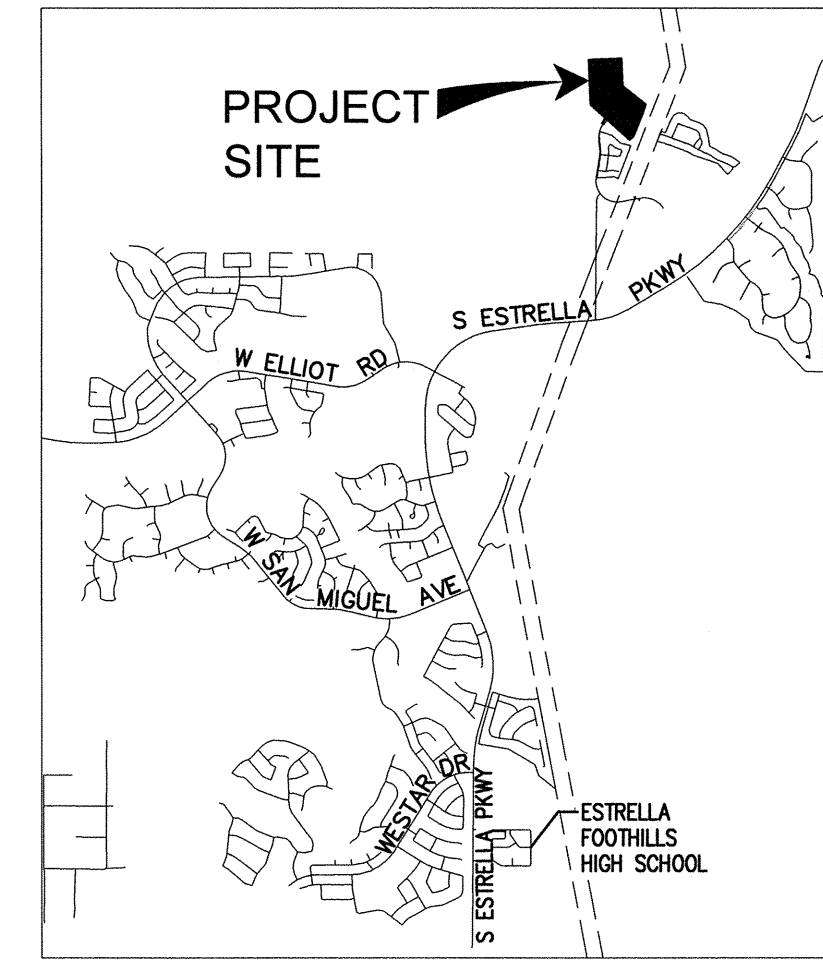 PROJECT
SITE
S ESTRELLA PKWY
W ELLIOT RD
W SAN MIGUEL AVE
WESTAR DR
S ESTRELLA PKWY
ESTRELLA
FOOTHILLS
HIGH SCHOOL